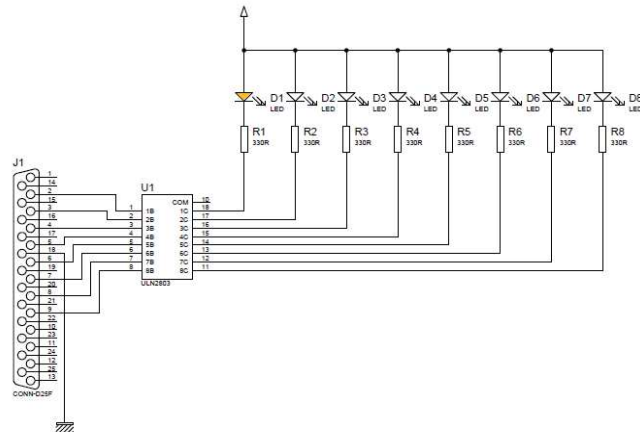 D1 D2 D3 D4 D5 D6 D7 D8
LED LED LED LED LED LED LED LED
R1 R2 R3 R4 R5 R6 R7 R8
330R 330R 330R 330R 330R 330R 330R 330R
J1
1
14
2
15
3
16
4
17
5
18
6
19
7
20
8
21
9
22
10
23
11
24
12
25
13
CONN-D25F
U1
COM 10
1 1B 1C 18
2 2B 2C 17
3 3B 3C 16
4 4B 4C 15
5 5B 5C 14
6 6B 6C 13
7 7B 7C 12
8 8B 8C 11
ULN2803